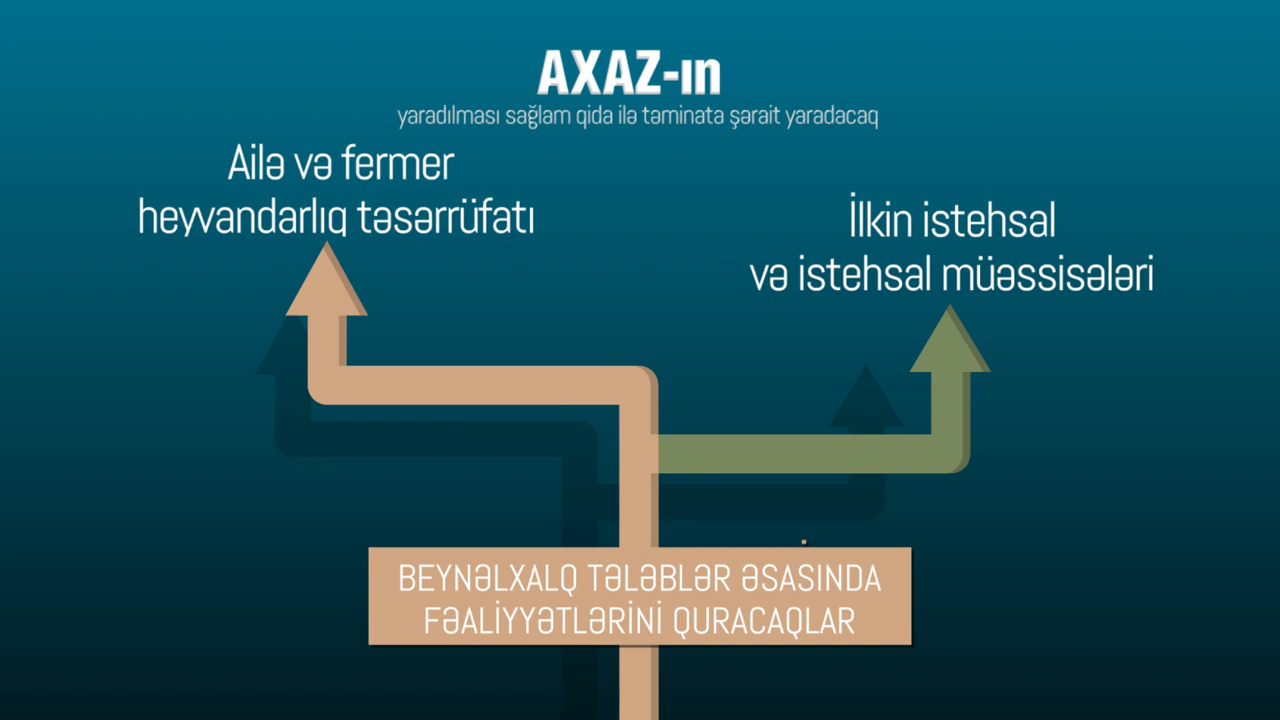 AXAZ-ın
yaradılması sağlam qida ilə təminata şərait yaradacaq
Ailə və fermer
heyvandarlıq təsərrüfatı
İlkin istehsal
və istehsal müəssisələri
BEYNƏLXALQ TƏLƏBLƏR ƏSASINDA
FƏALİYYƏTLƏRİNİ QURACAQLAR